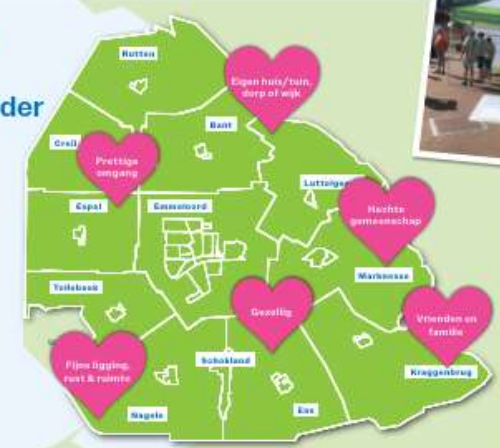 der
Rutten
Eigen huis/tuin,
dorp of wijk
Bant
Creil
Prettige
omgang
Luttelgee
Espel
Emmeloord
Hechte
gemeenschap
Marknesse
Tollebeek
Gezellig
Vrienden en
familie
Schokland
Fijne ligging,
rust & ruimte
Kraggenburg
Nagele
Ens